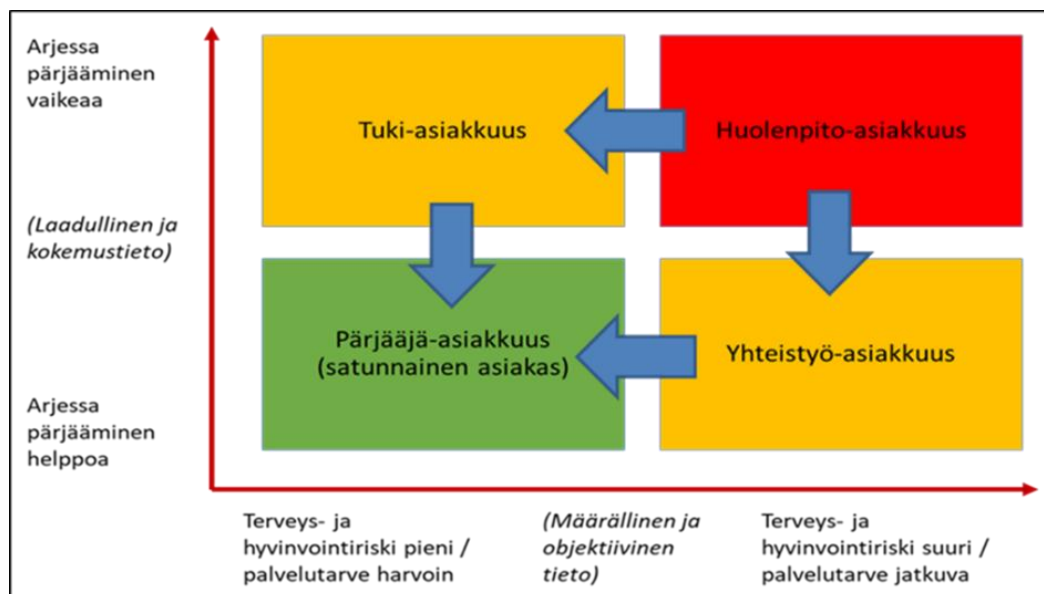 Arjessa
pärjääminen
vaikeaa
Tuki-asiakkuus
Huolenpito-asiakkuus
(Laadullinen ja
kokemustieto)
Pärjääjä-asiakkuus
(satunnainen asiakas)
Yhteistyö-asiakkuus
Arjessa
pärjääminen
helppoa
Terveys- ja
hyvinvointiriski pieni /
palvelutarve harvoin
(Määrällinen ja
objektiivinen
tieto)
Terveys- ja
hyvinvointiriski suuri /
palvelutarve jatkuva